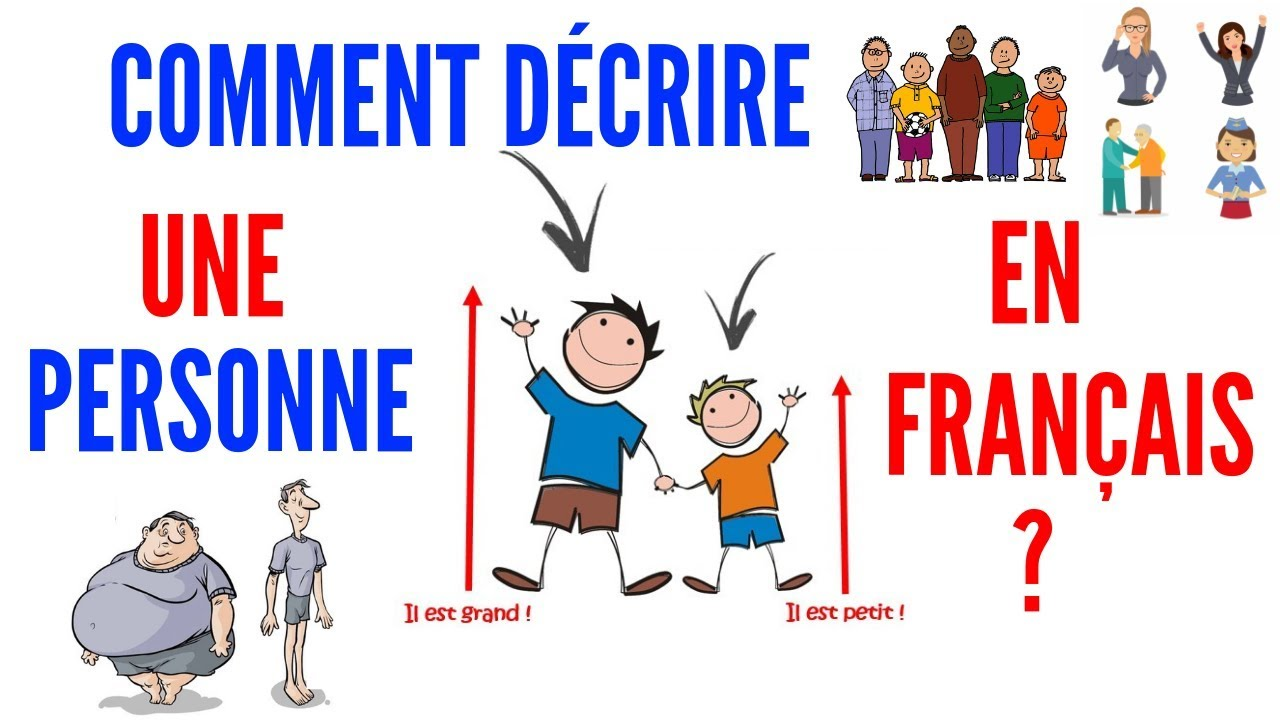 COMMENT DÉCRIRE
UNE
PERSONNE
EN
FRANÇAIS
?
Il est grand !
Il est petit !